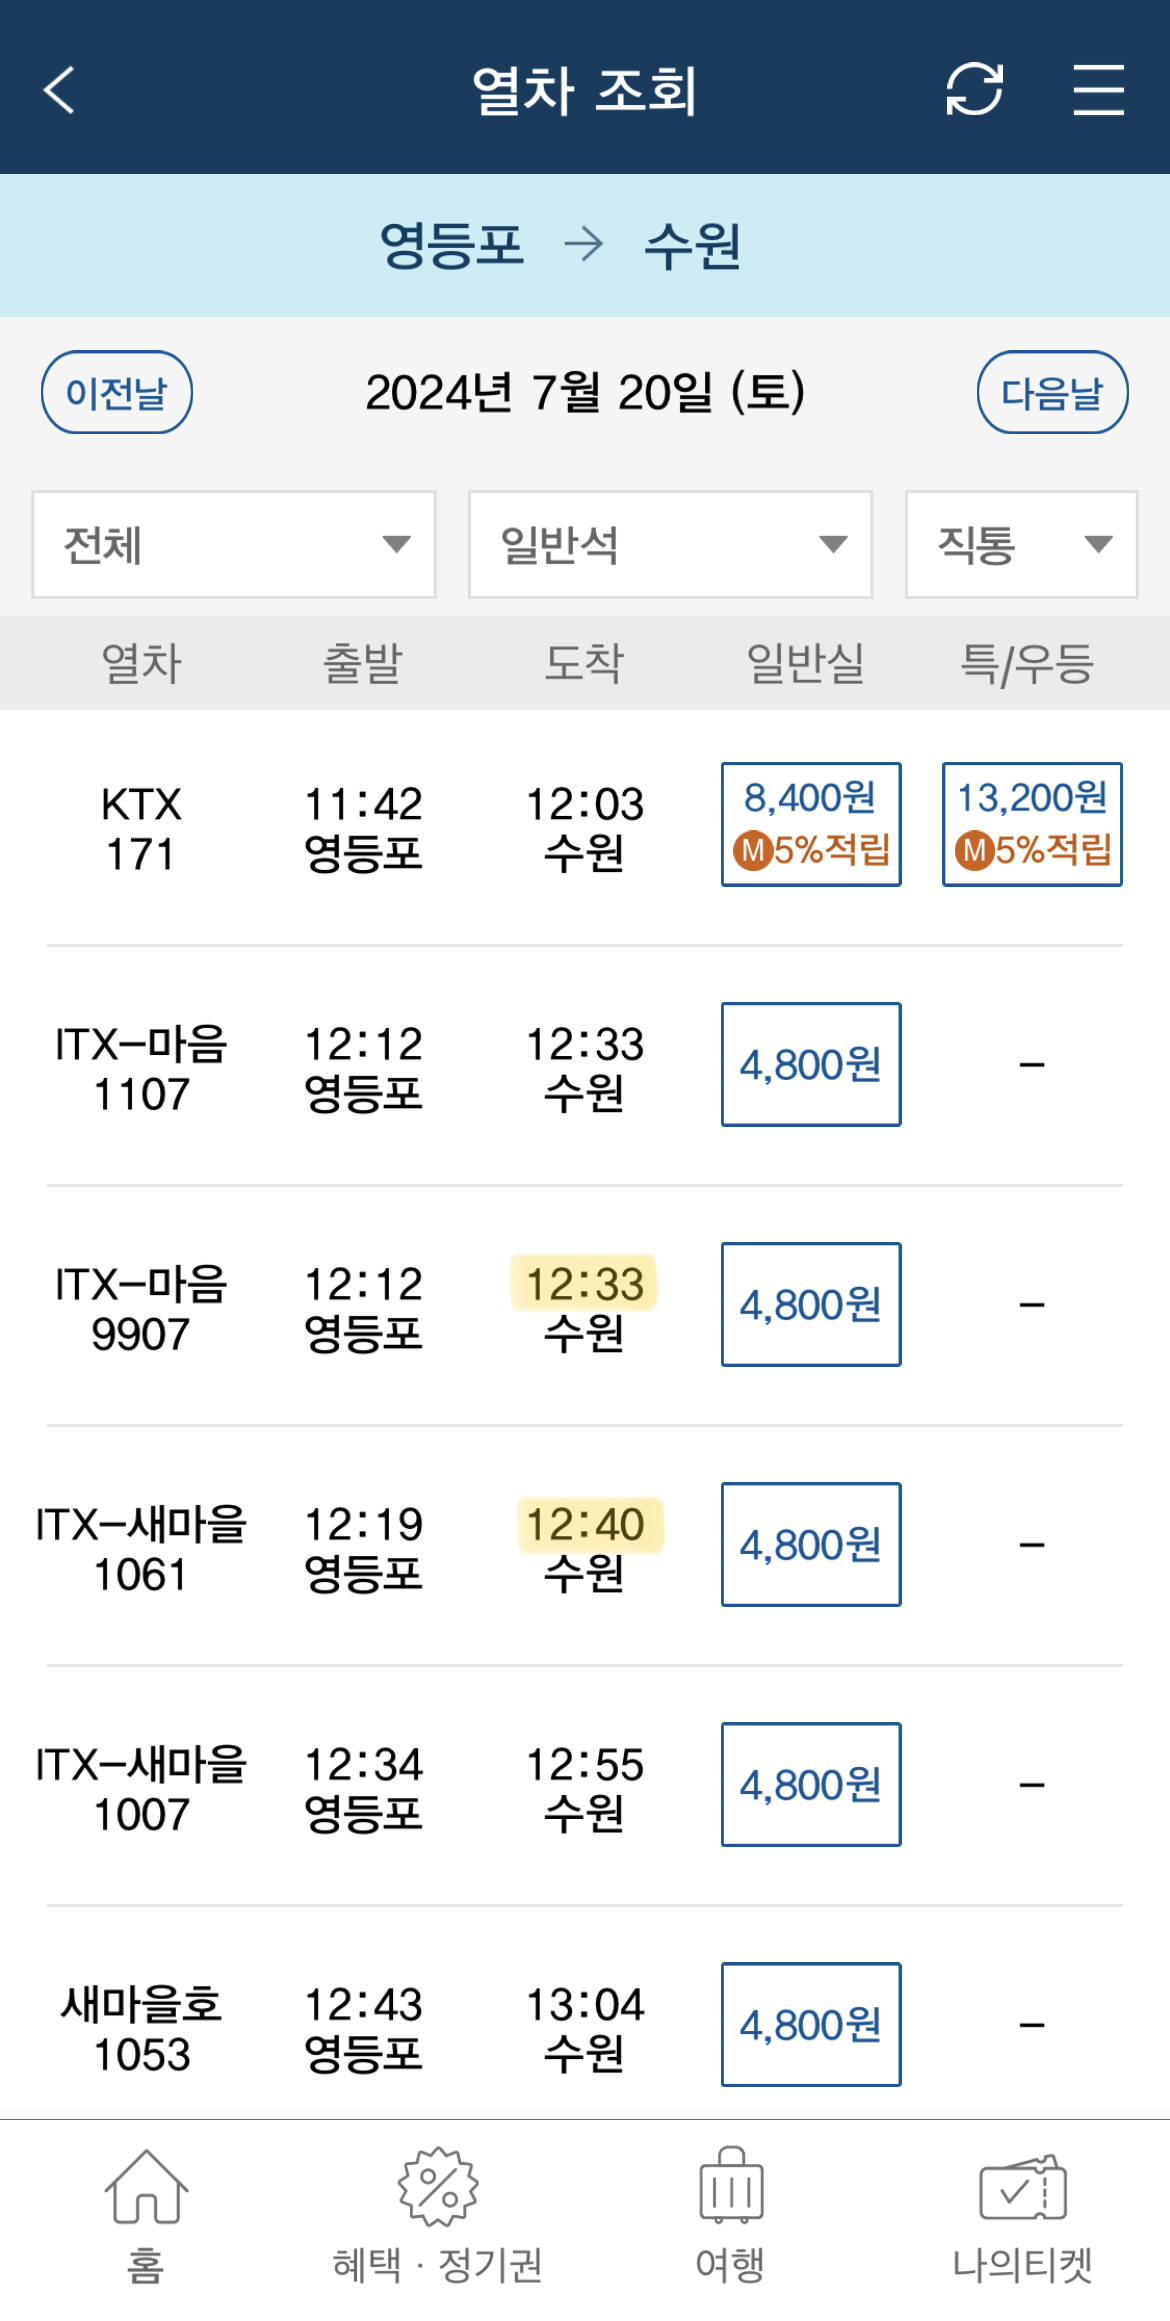 열차 조회
영등포 → 수원
이전날 2024년 7월 20일 (토) 다음날
전체 일반석 직통
열차 출발 도착 일반실 특/우등
KTX 11:42 12:03 8,400원 13,200원
171 영등포 수원 M5%적립 M5%적립
ITX-마음 12:12 12:33 4,800원 -
1107 영등포 수원
ITX-마음 12:12 12:33 4,800원 -
9907 영등포 수원
ITX-새마을 12:19 12:40 4,800원 -
1061 영등포 수원
ITX-새마을 12:34 12:55 4,800원 -
1007 영등포 수원
새마을호 12:43 13:04 4,800원 -
1053 영등포 수원
홈 혜택 · 정기권 여행 나의티켓